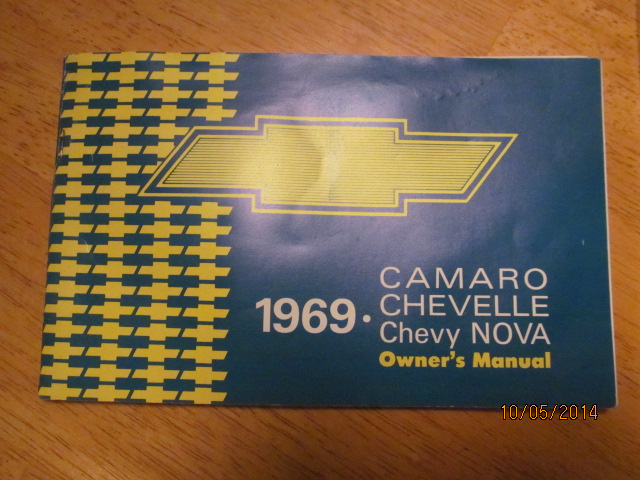 CAMARO
1969 · CHEVELLE
Chevy NOVA
Owner's Manual
10/05/2014